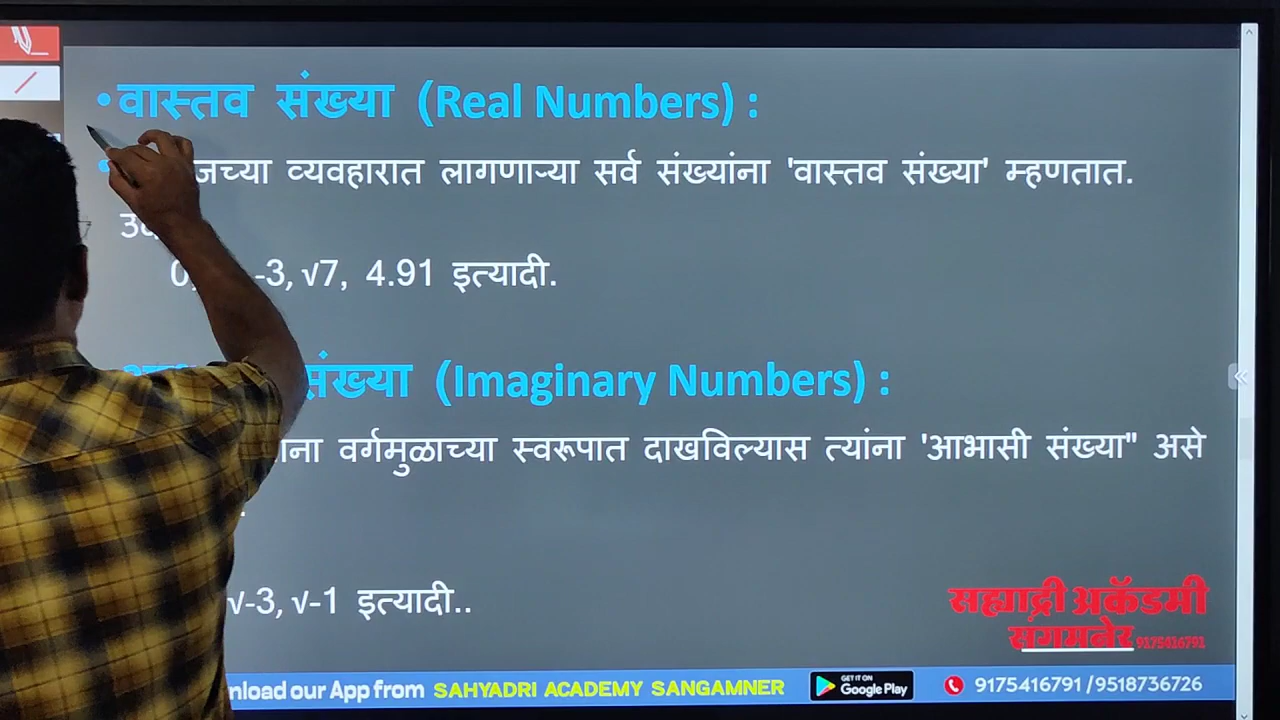 • वास्तव संख्या (Real Numbers) :
व्यवहारात लागणाऱ्या सर्व संख्यांना 'वास्तव संख्या' म्हणतात.
-3, √7, 4.91 इत्यादी.
संख्या (Imaginary Numbers) :
वर्गमुळाच्या स्वरूपात दाखविल्यास त्यांना 'आभासी संख्या" असे
√-3, √-1 इत्यादी..
सह्याद्री अकॅडमी
संगमनेर 9175416791
our App from SAHYADRI ACADEMY SANGAMNER GET IT ON Google Play 9175416791 /9518736726